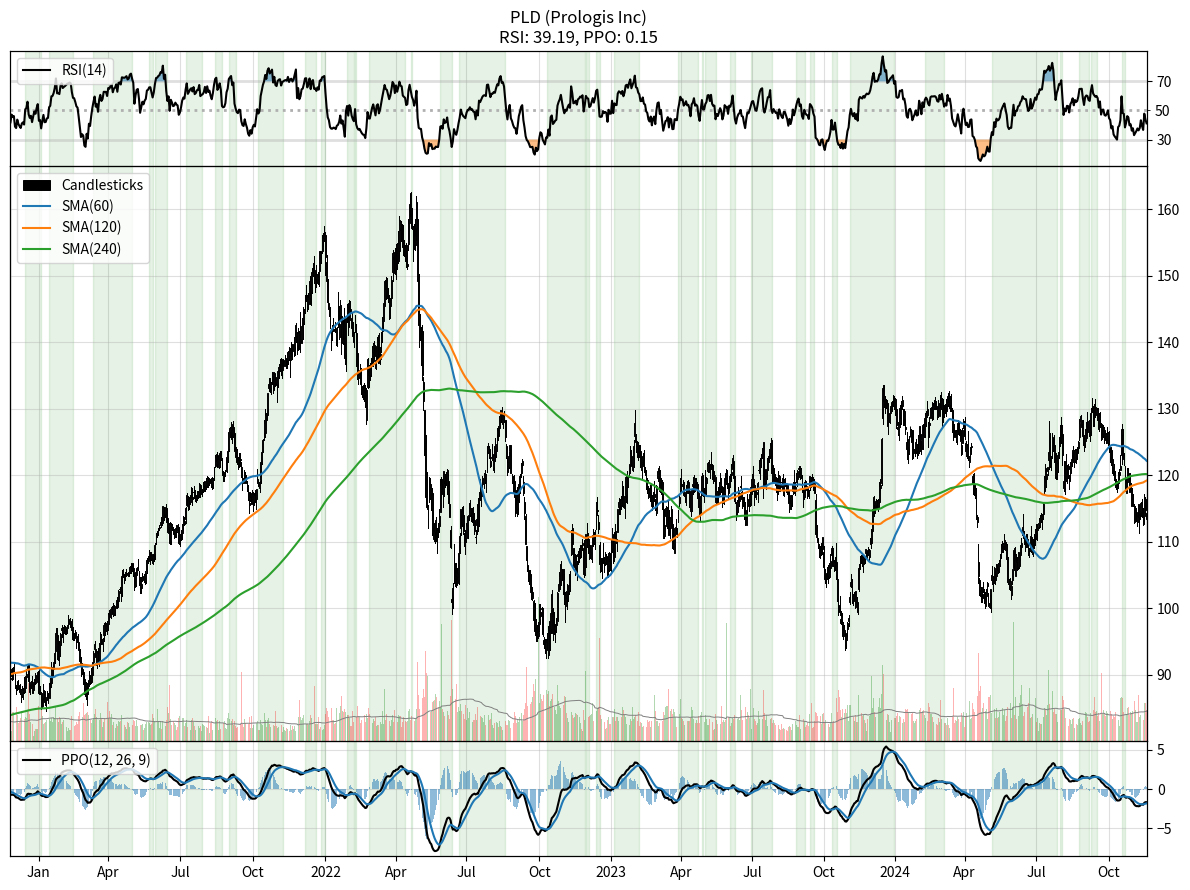 PLD (Prologis Inc)
RSI: 39.19, PPO: 0.15
RSI(14)
70
50
30
Candlesticks
SMA(60)
SMA(120)
SMA(240)
160
150
140
130
120
110
100
90
PPO(12, 26, 9)
5
0
−5
Jan Apr Jul Oct 2022 Apr Jul Oct 2023 Apr Jul Oct 2024 Apr Jul Oct